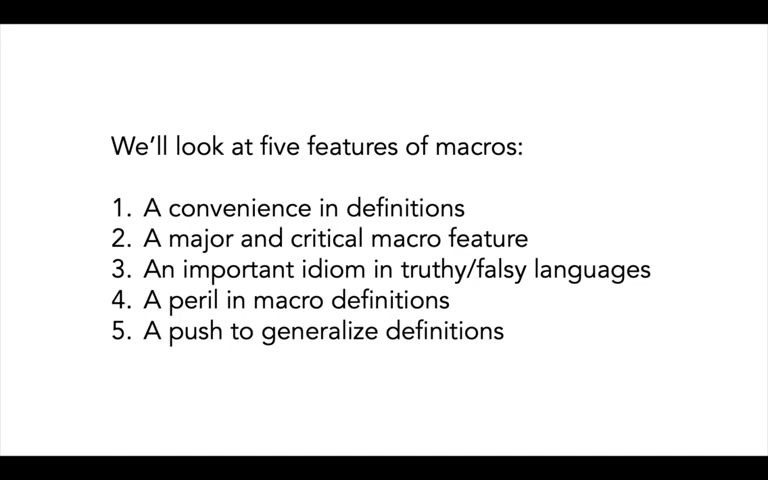 We’ll look at five features of macros:
1. A convenience in definitions
2. A major and critical macro feature
3. An important idiom in truthy/falsy languages
4. A peril in macro definitions
5. A push to generalize definitions